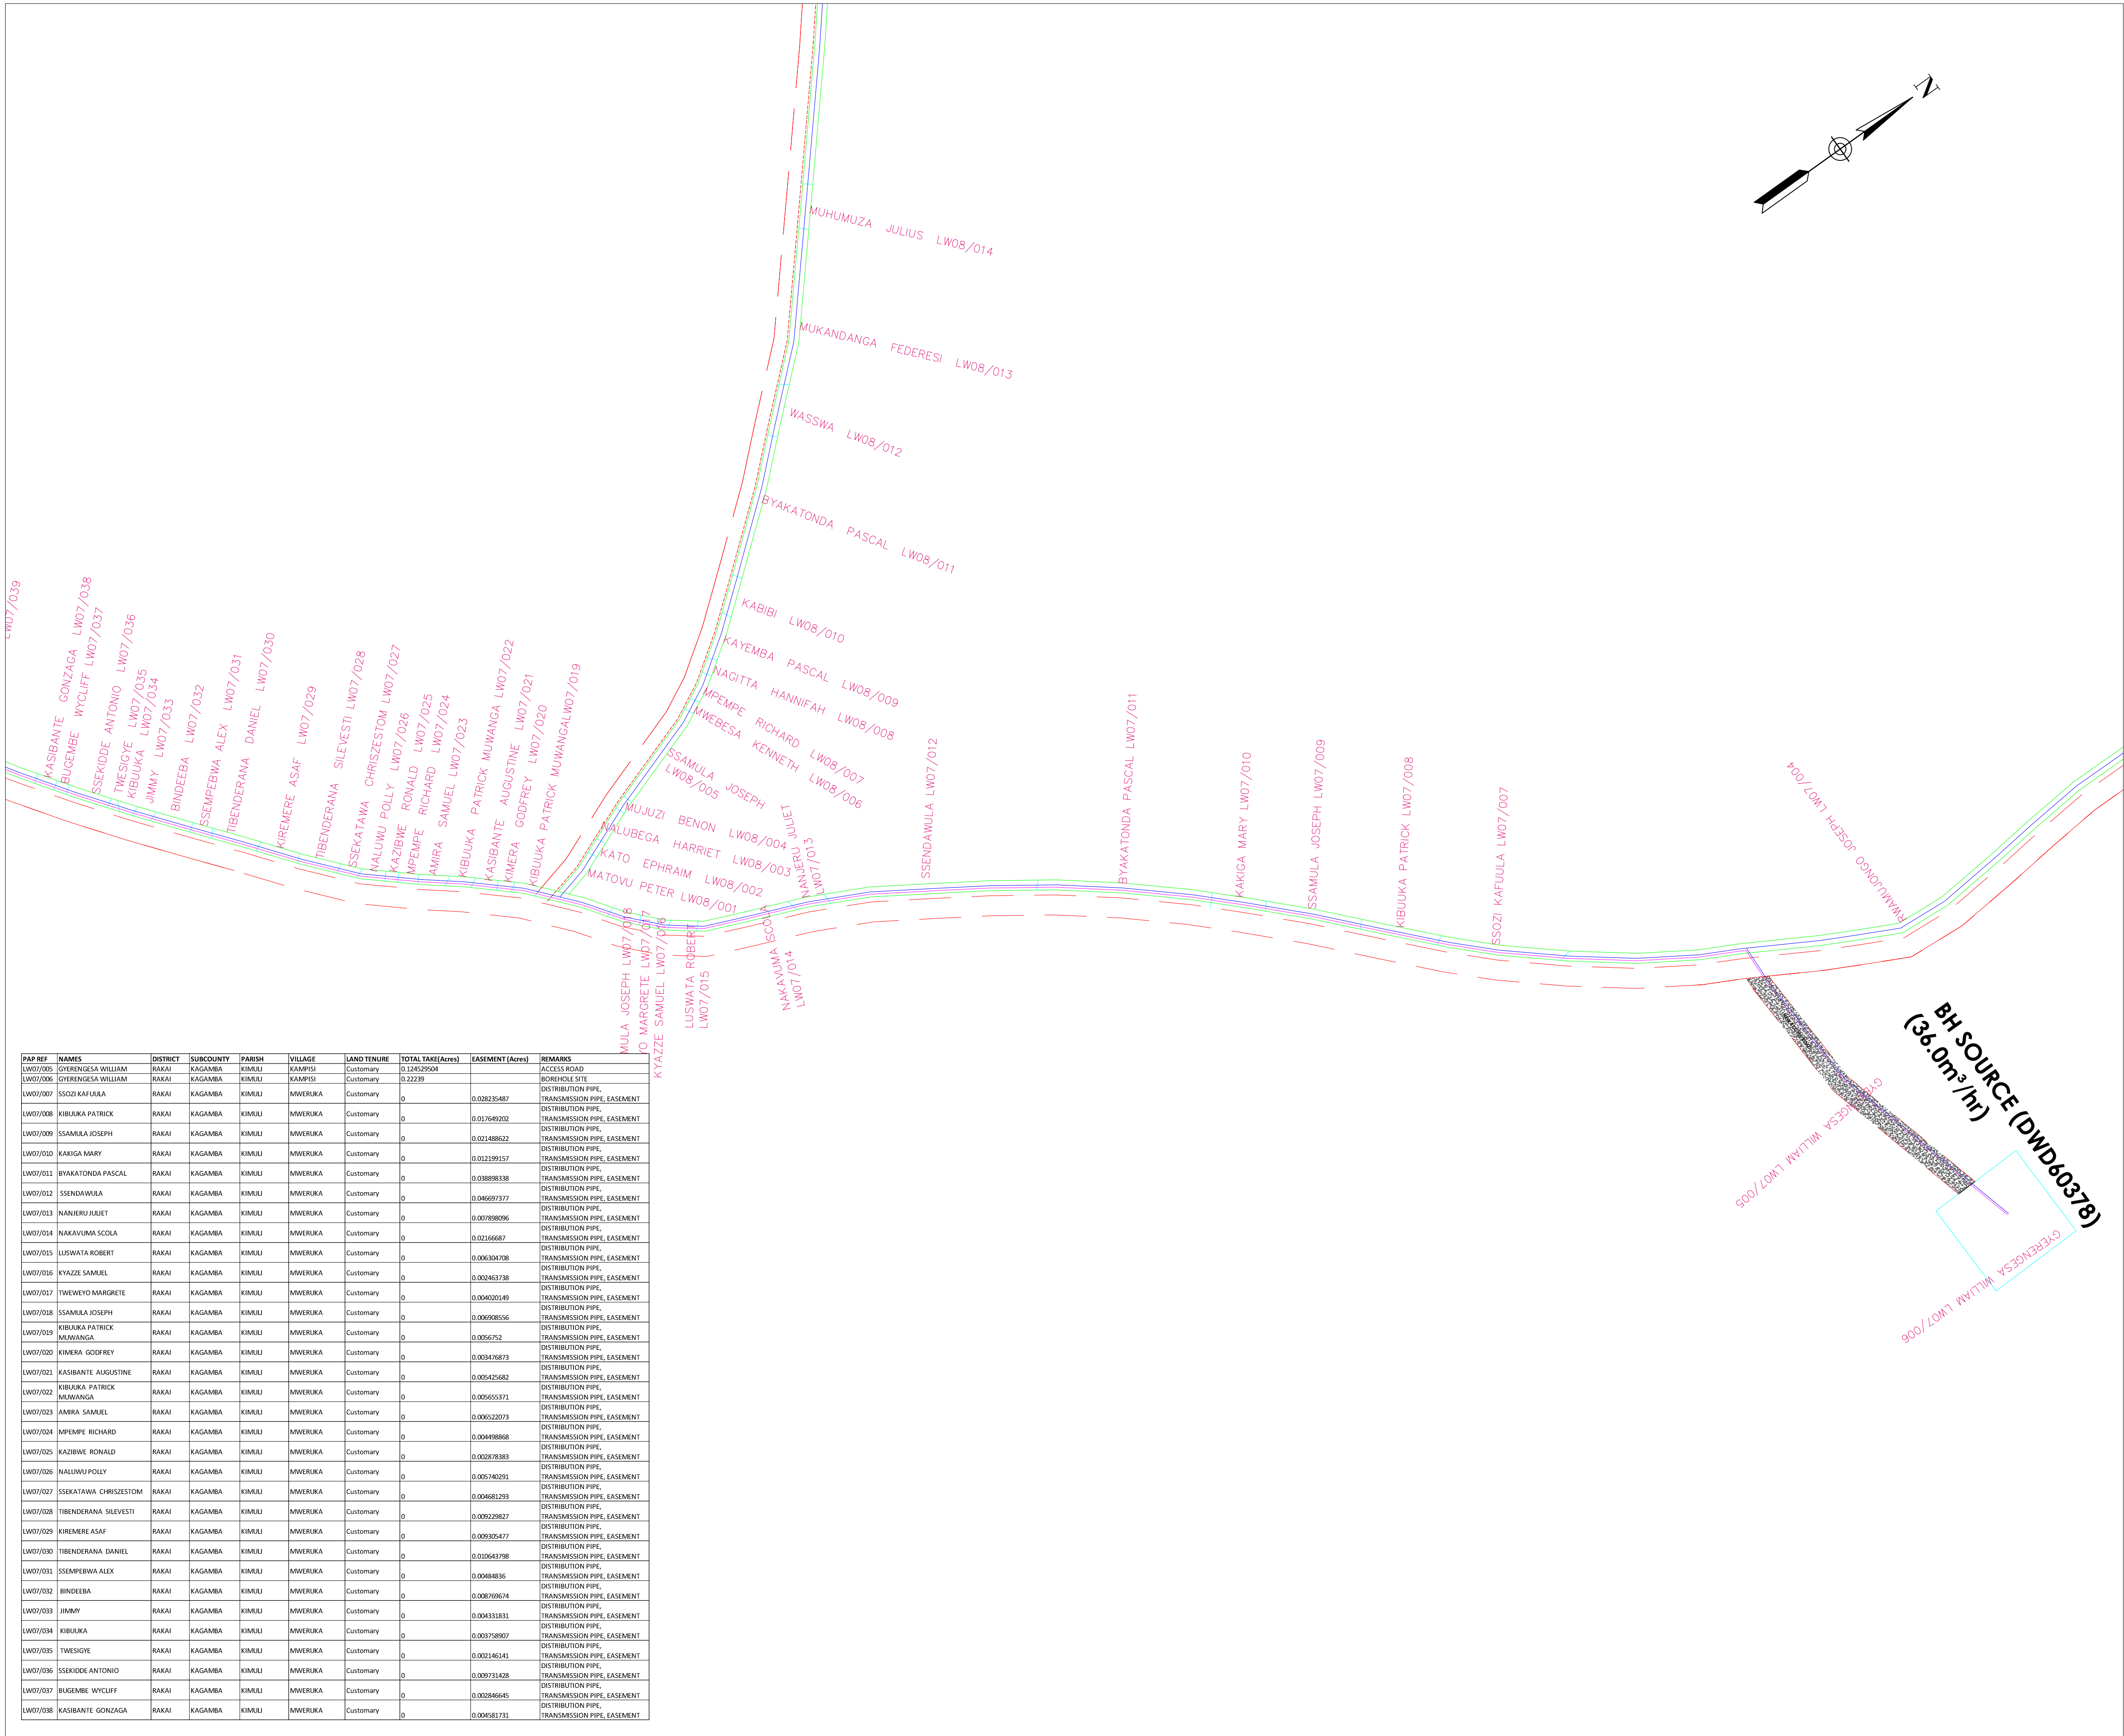 N
MUHUMUZA JULIUS LW08/014
MUKANDANGA FEDERESI LW08/013
WASSWA LW08/012
BYAKATONDA PASCAL LW08/011
KABIBI LW08/010
KAYEMBA PASCAL LW08/009
NAGITTA HANNIFAH LW08/008
MPEMPE RICHARD LW08/007
MWEBESA KENNETH LW08/006
SSAMULA JOSEPH
LW08/005
MUJUZI BENON LW08/004
NALUBEGA HARRIET LW08/003
KATO EPHRAIM LW08/002
MATOVU PETER LW08/001
LW07/039
KASIBANTE GONZAGA LW07/038
BUGEMBE WYCLIFF LW07/037
SSEKIDDE ANTONIO LW07/036
TWESIGYE LW07/035
KIBUUKA LW07/034
JIMMY LW07/033
BINDEEBA LW07/032
SSEMPEBWA ALEX LW07/031
TIBENDERANA DANIEL LW07/030
KIREMERE ASAF LW07/029
TIBENDERANA SILEVESTI LW07/028
SSEKATAWA CHRISZESTOM LW07/027
NALUWU POLLY LW07/026
KAZIBWE RONALD LW07/025
MPEMPE RICHARD LW07/024
AMIRA SAMUEL LW07/023
KIBUUKA PATRICK MUWANGA LW07/022
KASIBANTE AUGUSTINE LW07/021
KIMERA GODFREY LW07/020
KIBUUKA PATRICK MUWANGALW07/019
MULA JOSEPH LW07/018
YO MARGRETE LW07/017
KYAZZE SAMUEL LW07/016
LUSWATA ROBERT
LW07/015
NAKAVUMA SCOLA
LW07/014
NANJERU JULIET
LW07/013
SSENDAWULA LW07/012
BYAKATONDA PASCAL LW07/011
KAKIGA MARY LW07/010
SSAMULA JOSEPH LW07/009
KIBUUKA PATRICK LW07/008
SSOZI KAFUULA LW07/007
RWAMUJONGO JOSEPH LW07/004
BH SOURCE (DWD60378)
(36.0m³/hr)
GYERENGESA WILLIAM LW07/005
GYERENGESA WILLIAM LW07/006
PAP REF NAMES DISTRICT SUBCOUNTY PARISH VILLAGE LAND TENURE TOTAL TAKE(Acres) EASEMENT (Acres) REMARKS
LW07/005 GYERENGESA WILLIAM RAKAI KAGAMBA KIMULI KAMPISI Customary 0.124529504 ACCESS ROAD
LW07/006 GYERENGESA WILLIAM RAKAI KAGAMBA KIMULI KAMPISI Customary 0.22239 BOREHOLE SITE
LW07/007 SSOZI KAFUULA RAKAI KAGAMBA KIMULI MWERUKA Customary 0 0.028235487 DISTRIBUTION PIPE, TRANSMISSION PIPE, EASEMENT
LW07/008 KIBUUKA PATRICK RAKAI KAGAMBA KIMULI MWERUKA Customary 0 0.017649202 DISTRIBUTION PIPE, TRANSMISSION PIPE, EASEMENT
LW07/009 SSAMULA JOSEPH RAKAI KAGAMBA KIMULI MWERUKA Customary 0 0.021488622 DISTRIBUTION PIPE, TRANSMISSION PIPE, EASEMENT
LW07/010 KAKIGA MARY RAKAI KAGAMBA KIMULI MWERUKA Customary 0 0.012199157 DISTRIBUTION PIPE, TRANSMISSION PIPE, EASEMENT
LW07/011 BYAKATONDA PASCAL RAKAI KAGAMBA KIMULI MWERUKA Customary 0 0.038898338 DISTRIBUTION PIPE, TRANSMISSION PIPE, EASEMENT
LW07/012 SSENDAWULA RAKAI KAGAMBA KIMULI MWERUKA Customary 0 0.046697377 DISTRIBUTION PIPE, TRANSMISSION PIPE, EASEMENT
LW07/013 NANJERU JULIET RAKAI KAGAMBA KIMULI MWERUKA Customary 0 0.007898096 DISTRIBUTION PIPE, TRANSMISSION PIPE, EASEMENT
LW07/014 NAKAVUMA SCOLA RAKAI KAGAMBA KIMULI MWERUKA Customary 0 0.02166687 DISTRIBUTION PIPE, TRANSMISSION PIPE, EASEMENT
LW07/015 LUSWATA ROBERT RAKAI KAGAMBA KIMULI MWERUKA Customary 0 0.006304708 DISTRIBUTION PIPE, TRANSMISSION PIPE, EASEMENT
LW07/016 KYAZZE SAMUEL RAKAI KAGAMBA KIMULI MWERUKA Customary 0 0.002463738 DISTRIBUTION PIPE, TRANSMISSION PIPE, EASEMENT
LW07/017 TWEWEYO MARGRETE RAKAI KAGAMBA KIMULI MWERUKA Customary 0 0.004020149 DISTRIBUTION PIPE, TRANSMISSION PIPE, EASEMENT
LW07/018 SSAMULA JOSEPH RAKAI KAGAMBA KIMULI MWERUKA Customary 0 0.006908556 DISTRIBUTION PIPE, TRANSMISSION PIPE, EASEMENT
LW07/019 KIBUUKA PATRICK MUWANGA RAKAI KAGAMBA KIMULI MWERUKA Customary 0 0.0056752 DISTRIBUTION PIPE, TRANSMISSION PIPE, EASEMENT
LW07/020 KIMERA GODFREY RAKAI KAGAMBA KIMULI MWERUKA Customary 0 0.003476873 DISTRIBUTION PIPE, TRANSMISSION PIPE, EASEMENT
LW07/021 KASIBANTE AUGUSTINE RAKAI KAGAMBA KIMULI MWERUKA Customary 0 0.005425682 DISTRIBUTION PIPE, TRANSMISSION PIPE, EASEMENT
LW07/022 KIBUUKA PATRICK MUWANGA RAKAI KAGAMBA KIMULI MWERUKA Customary 0 0.005655371 DISTRIBUTION PIPE, TRANSMISSION PIPE, EASEMENT
LW07/023 AMIRA SAMUEL RAKAI KAGAMBA KIMULI MWERUKA Customary 0 0.006522073 DISTRIBUTION PIPE, TRANSMISSION PIPE, EASEMENT
LW07/024 MPEMPE RICHARD RAKAI KAGAMBA KIMULI MWERUKA Customary 0 0.004498868 DISTRIBUTION PIPE, TRANSMISSION PIPE, EASEMENT
LW07/025 KAZIBWE RONALD RAKAI KAGAMBA KIMULI MWERUKA Customary 0 0.002878383 DISTRIBUTION PIPE, TRANSMISSION PIPE, EASEMENT
LW07/026 NALUWU POLLY RAKAI KAGAMBA KIMULI MWERUKA Customary 0 0.005740291 DISTRIBUTION PIPE, TRANSMISSION PIPE, EASEMENT
LW07/027 SSEKATAWA CHRISZESTOM RAKAI KAGAMBA KIMULI MWERUKA Customary 0 0.004681293 DISTRIBUTION PIPE, TRANSMISSION PIPE, EASEMENT
LW07/028 TIBENDERANA SILEVESTI RAKAI KAGAMBA KIMULI MWERUKA Customary 0 0.009229827 DISTRIBUTION PIPE, TRANSMISSION PIPE, EASEMENT
LW07/029 KIREMERE ASAF RAKAI KAGAMBA KIMULI MWERUKA Customary 0 0.009305477 DISTRIBUTION PIPE, TRANSMISSION PIPE, EASEMENT
LW07/030 TIBENDERANA DANIEL RAKAI KAGAMBA KIMULI MWERUKA Customary 0 0.010643798 DISTRIBUTION PIPE, TRANSMISSION PIPE, EASEMENT
LW07/031 SSEMPEBWA ALEX RAKAI KAGAMBA KIMULI MWERUKA Customary 0 0.00484836 DISTRIBUTION PIPE, TRANSMISSION PIPE, EASEMENT
LW07/032 BINDEEBA RAKAI KAGAMBA KIMULI MWERUKA Customary 0 0.008769674 DISTRIBUTION PIPE, TRANSMISSION PIPE, EASEMENT
LW07/033 JIMMY RAKAI KAGAMBA KIMULI MWERUKA Customary 0 0.004331831 DISTRIBUTION PIPE, TRANSMISSION PIPE, EASEMENT
LW07/034 KIBUUKA RAKAI KAGAMBA KIMULI MWERUKA Customary 0 0.003758907 DISTRIBUTION PIPE, TRANSMISSION PIPE, EASEMENT
LW07/035 TWESIGYE RAKAI KAGAMBA KIMULI MWERUKA Customary 0 0.002146141 DISTRIBUTION PIPE, TRANSMISSION PIPE, EASEMENT
LW07/036 SSEKIDDE ANTONIO RAKAI KAGAMBA KIMULI MWERUKA Customary 0 0.009731428 DISTRIBUTION PIPE, TRANSMISSION PIPE, EASEMENT
LW07/037 BUGEMBE WYCLIFF RAKAI KAGAMBA KIMULI MWERUKA Customary 0 0.002846645 DISTRIBUTION PIPE, TRANSMISSION PIPE, EASEMENT
LW07/038 KASIBANTE GONZAGA RAKAI KAGAMBA KIMULI MWERUKA Customary 0 0.004581731 DISTRIBUTION PIPE, TRANSMISSION PIPE, EASEMENT